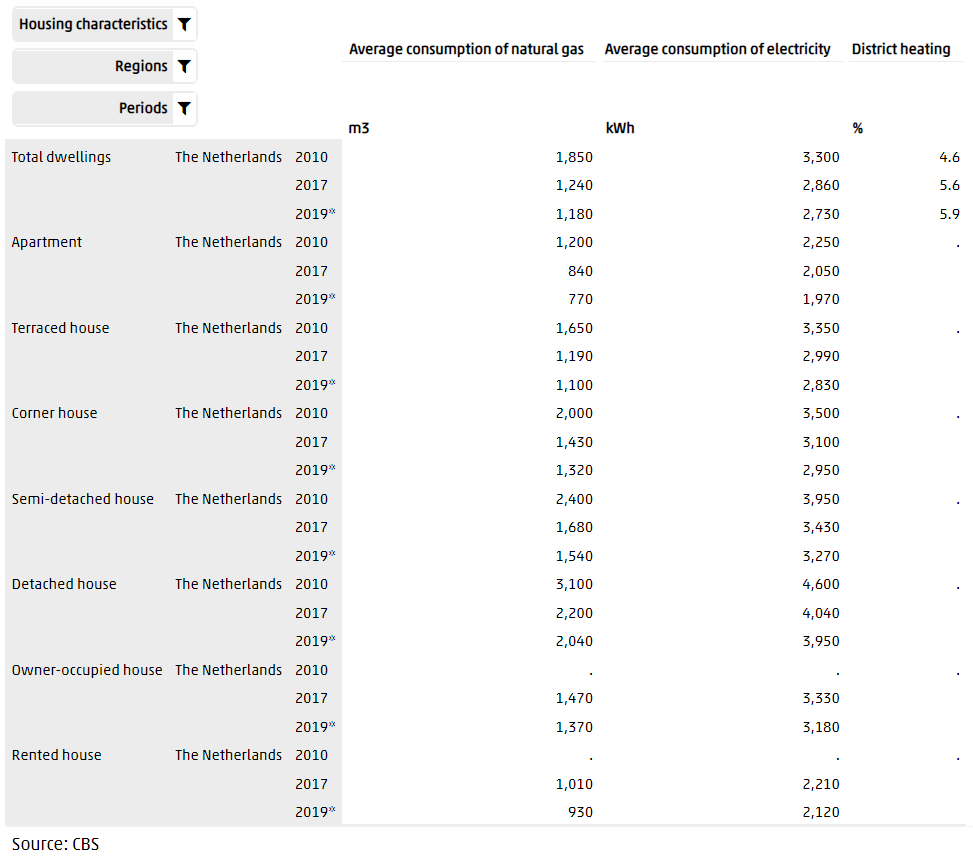 Housing characteristics
Average consumption of natural gas Average consumption of electricity District heating
Regions
Periods
m3 kWh %
Total dwellings The Netherlands 2010 1,850 3,300 4.6
2017 1,240 2,860 5.6
2019* 1,180 2,730 5.9
Apartment The Netherlands 2010 1,200 2,250 .
2017 840 2,050
2019* 770 1,970
Terraced house The Netherlands 2010 1,650 3,350 .
2017 1,190 2,990
2019* 1,100 2,830
Corner house The Netherlands 2010 2,000 3,500 .
2017 1,430 3,100
2019* 1,320 2,950
Semi-detached house The Netherlands 2010 2,400 3,950 .
2017 1,680 3,430
2019* 1,540 3,270
Detached house The Netherlands 2010 3,100 4,600 .
2017 2,200 4,040
2019* 2,040 3,950
Owner-occupied house The Netherlands 2010 . . .
2017 1,470 3,330
2019* 1,370 3,180
Rented house The Netherlands 2010 . . .
2017 1,010 2,210
2019* 930 2,120
Source: CBS